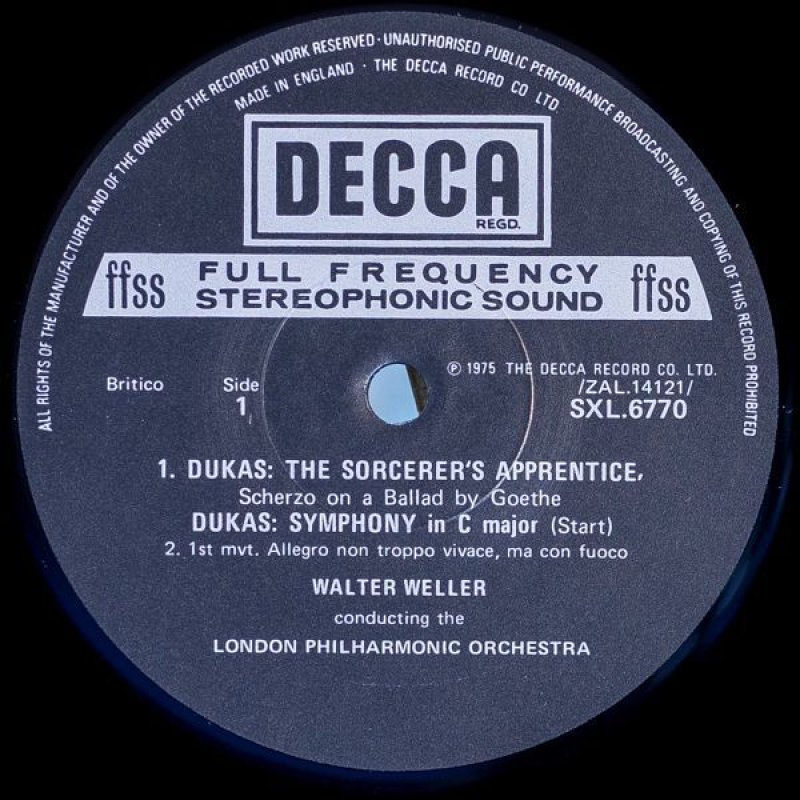 ALL RIGHTS OF THE MANUFACTURER AND OF THE OWNER OF THE RECORDED WORK RESERVED · UNAUTHORISED PUBLIC PERFORMANCE BROADCASTING AND COPYING OF THIS RECORD PROHIBITED
MADE IN ENGLAND · THE DECCA RECORD CO LTD
DECCA
REGD.
ffss FULL FREQUENCY ffss
STEREOPHONIC SOUND
℗ 1975 THE DECCA RECORD CO. LTD.
Britico Side /ZAL.14121/
1 SXL.6770
1. DUKAS: THE SORCERER'S APPRENTICE,
Scherzo on a Ballad by Goethe
DUKAS: SYMPHONY in C major (Start)
2. 1st mvt. Allegro non troppo vivace, ma con fuoco
WALTER WELLER
conducting the
LONDON PHILHARMONIC ORCHESTRA